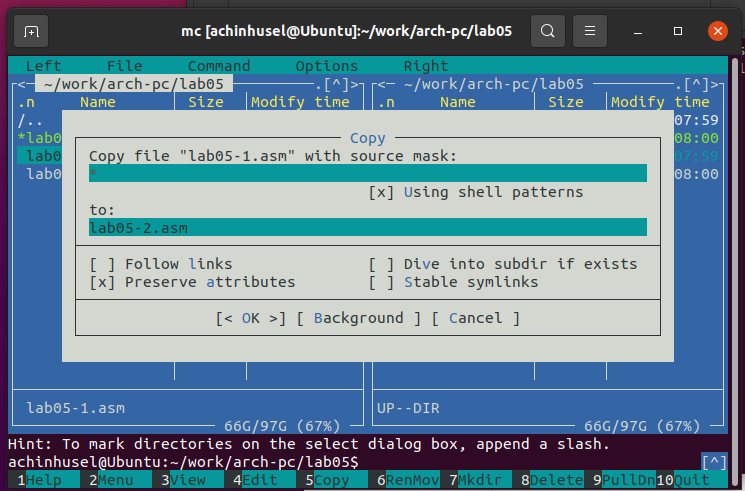 mc [achinhusel@Ubuntu]:~/work/arch-pc/lab05
Left File Command Options Right
<─ ~/work/arch-pc/lab05 ─.[^]>
<─ ~/work/arch-pc/lab05 ─.[^]>
.n Name Size Modify time
.n Name Size Modify time
/..
07:59
*lab0
08:00
lab0
07:59
lab0
08:00
Copy
Copy file "lab05-1.asm" with source mask:
*
[x] Using shell patterns
to:
lab05-2.asm
[ ] Follow links
[ ] Dive into subdir if exists
[x] Preserve attributes
[ ] Stable symlinks
[< OK >] [ Background ] [ Cancel ]
lab05-1.asm
UP--DIR
66G/97G (67%)
66G/97G (67%)
Hint: To mark directories on the select dialog box, append a slash.
achinhusel@Ubuntu:~/work/arch-pc/lab05$
[^]
1Help 2Menu 3View 4Edit 5Copy 6RenMov 7Mkdir 8Delete 9PullDn 10Quit